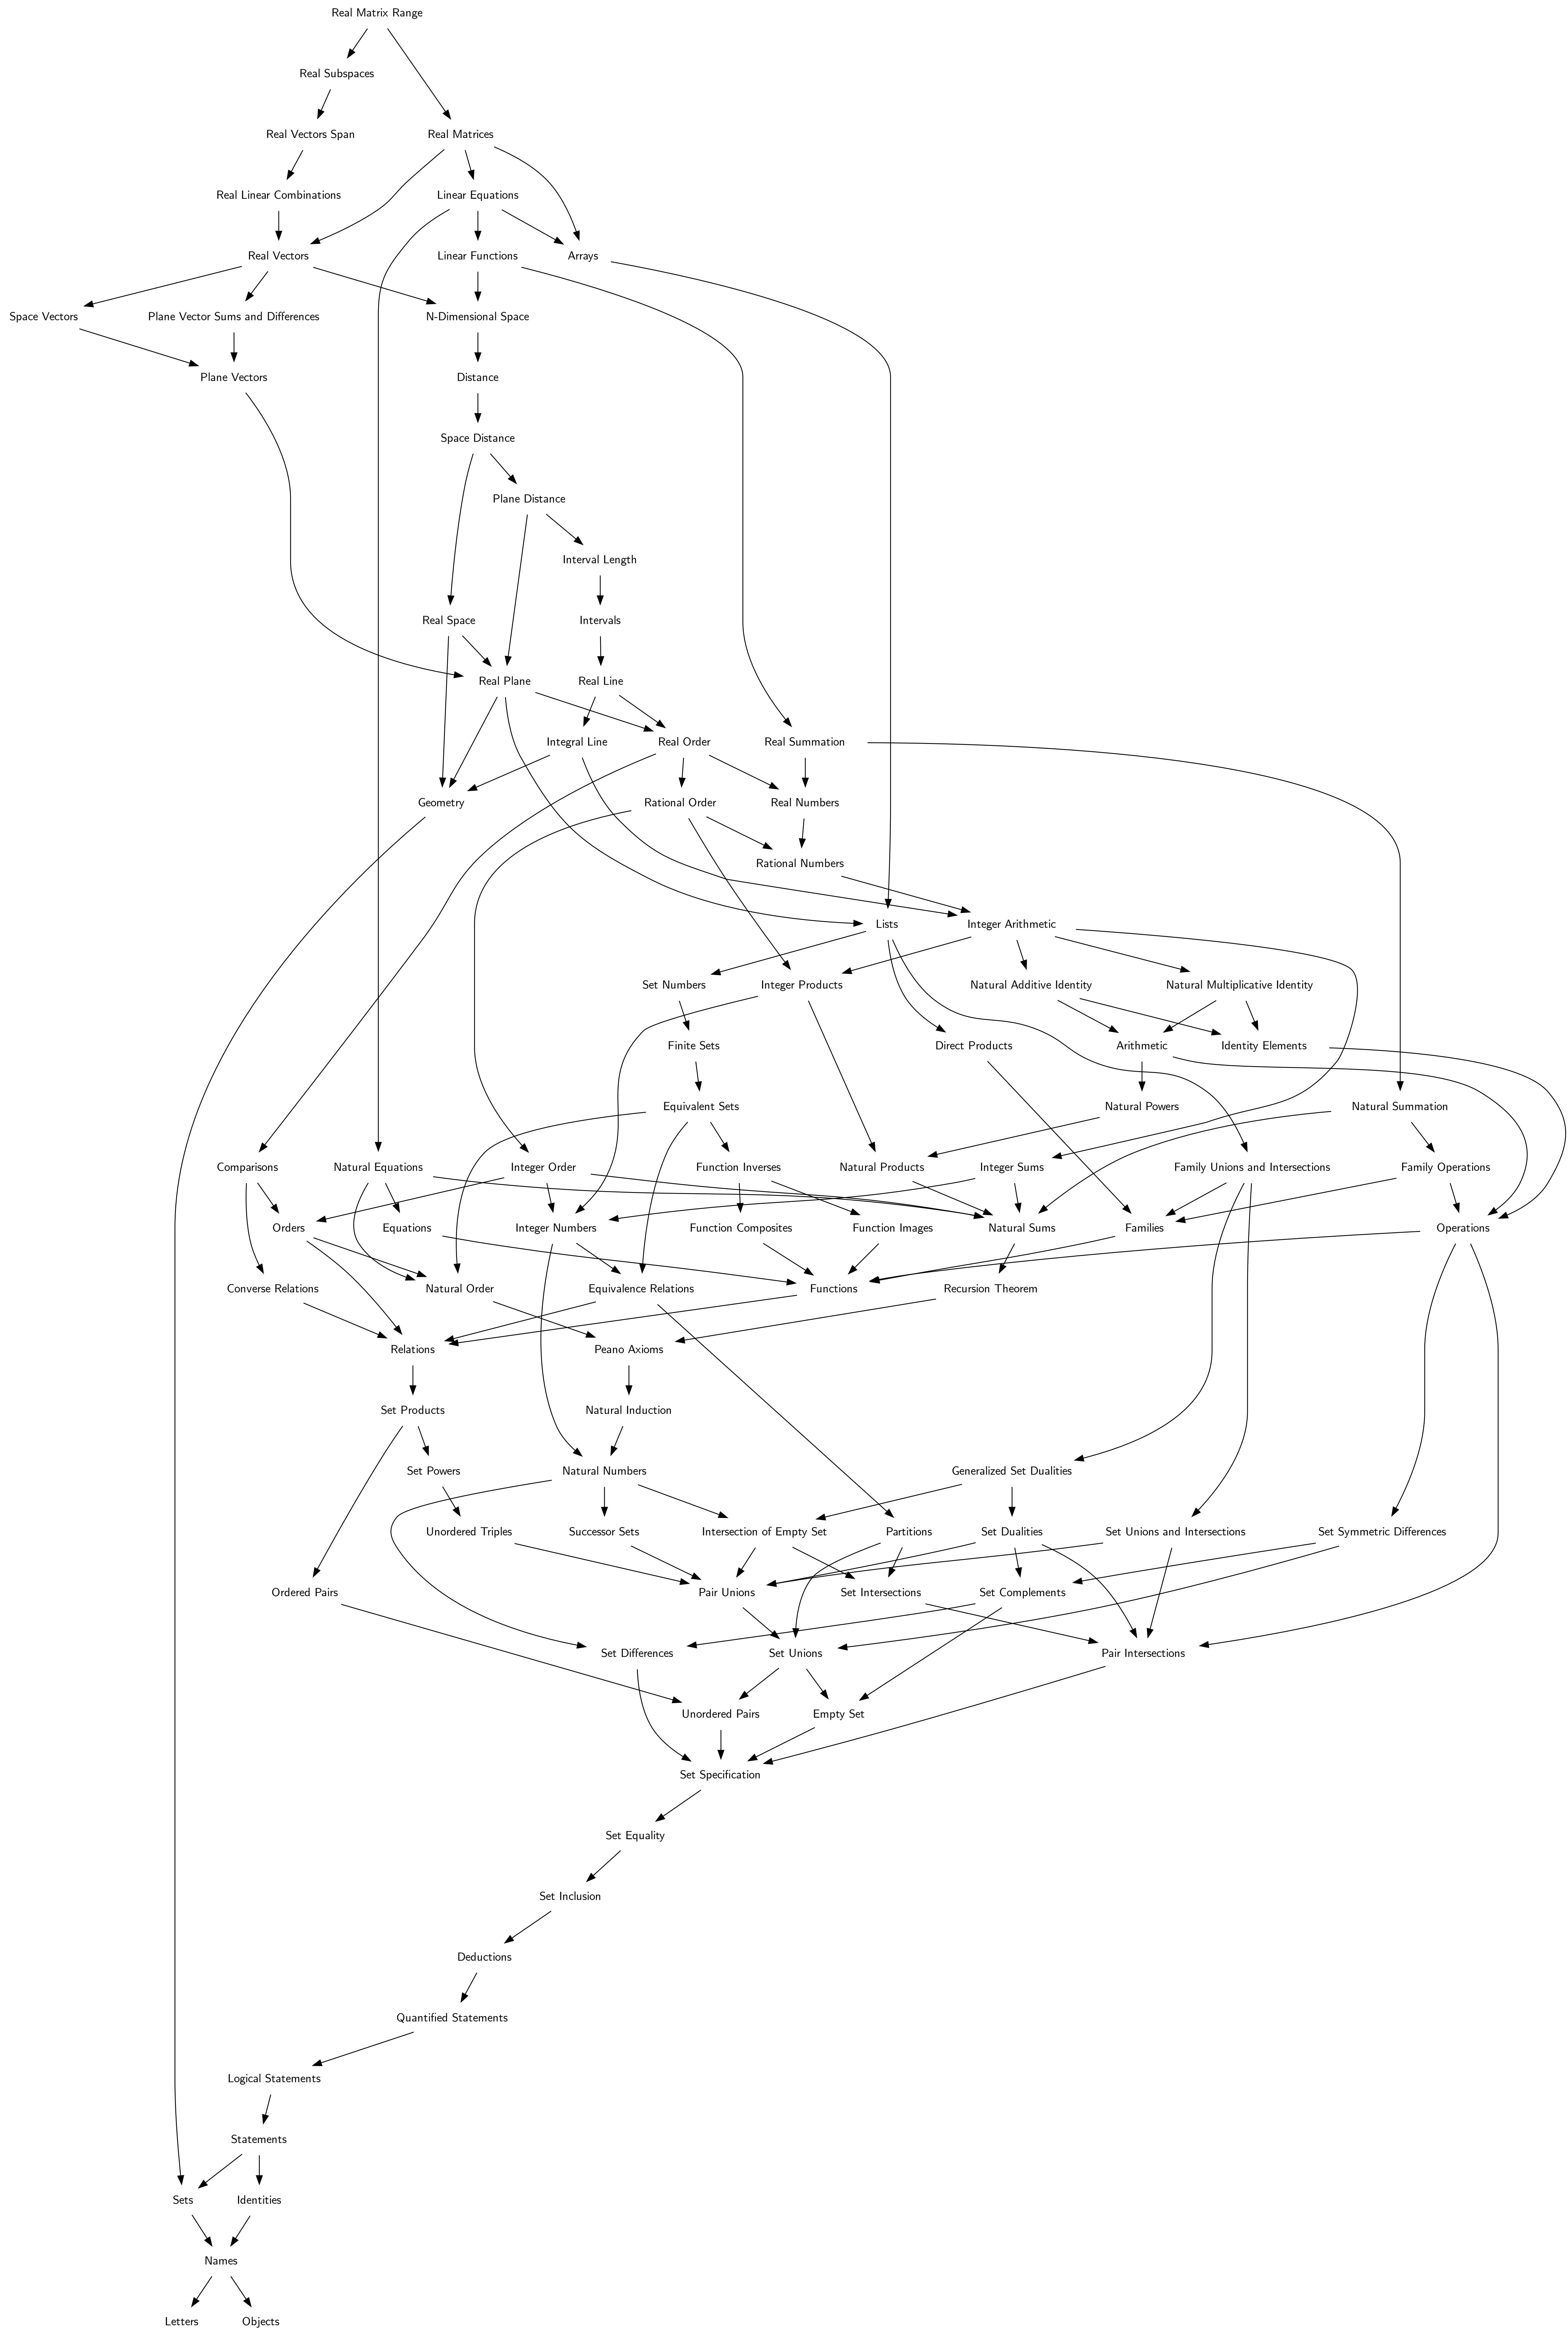 Real Matrix Range
Real Subspaces
Real Vectors Span
Real Matrices
Real Linear Combinations
Linear Equations
Real Vectors
Linear Functions
Arrays
Space Vectors
Plane Vector Sums and Differences
N-Dimensional Space
Plane Vectors
Distance
Space Distance
Plane Distance
Interval Length
Real Space
Intervals
Real Plane
Real Line
Integral Line
Real Order
Real Summation
Geometry
Rational Order
Real Numbers
Rational Numbers
Lists
Integer Arithmetic
Set Numbers
Integer Products
Natural Additive Identity
Natural Multiplicative Identity
Finite Sets
Direct Products
Arithmetic
Identity Elements
Equivalent Sets
Natural Powers
Natural Summation
Comparisons
Natural Equations
Integer Order
Function Inverses
Natural Products
Integer Sums
Family Unions and Intersections
Family Operations
Orders
Equations
Integer Numbers
Function Composites
Function Images
Natural Sums
Families
Operations
Converse Relations
Natural Order
Equivalence Relations
Functions
Recursion Theorem
Relations
Peano Axioms
Set Products
Natural Induction
Set Powers
Natural Numbers
Generalized Set Dualities
Unordered Triples
Successor Sets
Intersection of Empty Set
Partitions
Set Dualities
Set Unions and Intersections
Set Symmetric Differences
Ordered Pairs
Pair Unions
Set Intersections
Set Complements
Set Differences
Set Unions
Pair Intersections
Unordered Pairs
Empty Set
Set Specification
Set Equality
Set Inclusion
Deductions
Quantified Statements
Logical Statements
Statements
Sets
Identities
Names
Letters
Objects